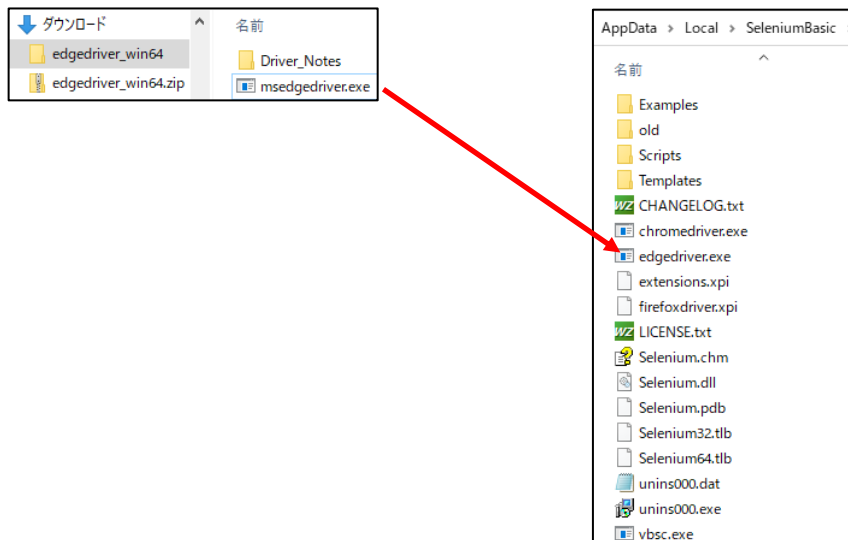 ダウンロード
edgedriver_win64
edgedriver_win64.zip
名前
Driver_Notes
msedgedriver.exe
AppData > Local > SeleniumBasic
名前
Examples
old
Scripts
Templates
CHANGELOG.txt
chromedriver.exe
edgedriver.exe
extensions.xpi
firefoxdriver.xpi
LICENSE.txt
Selenium.chm
Selenium.dll
Selenium.pdb
Selenium32.tlb
Selenium64.tlb
unins000.dat
unins000.exe
vbsc.exe